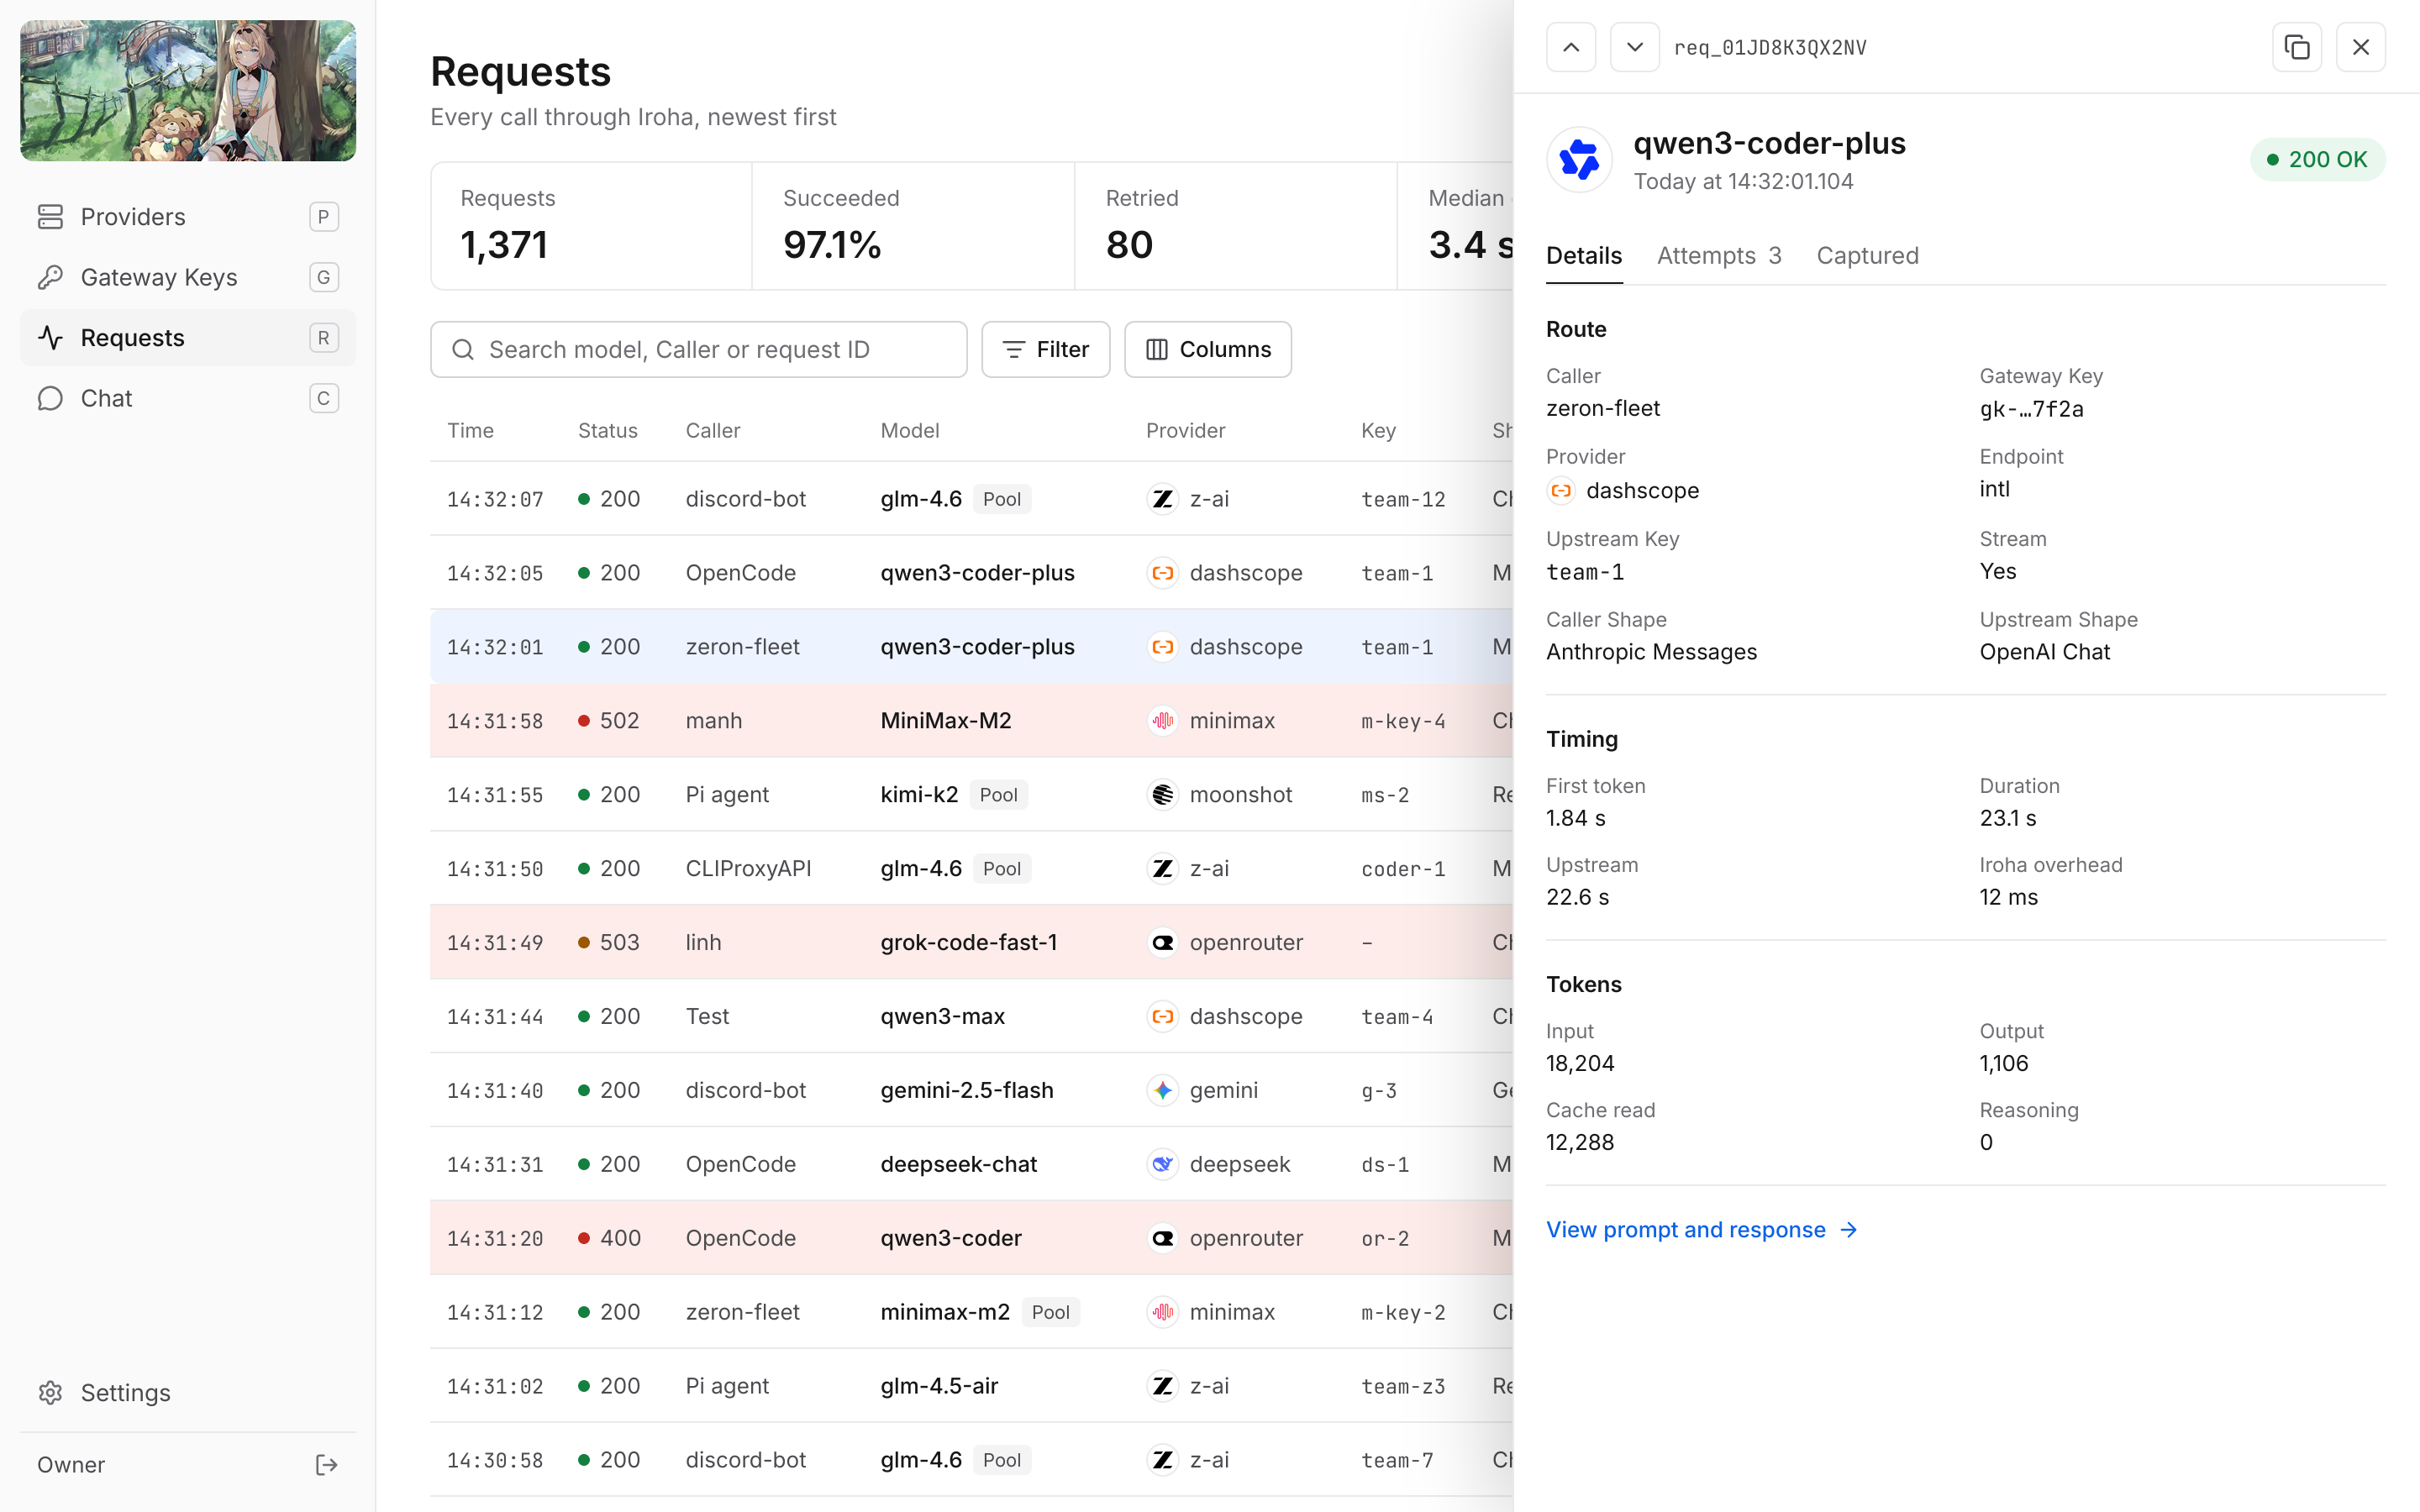 Providers P
Gateway Keys G
Requests R
Chat C
Settings
Owner
Requests
Every call through Iroha, newest first
Requests Succeeded Retried Median
1,371 97.1% 80 3.4 s
Search model, Caller or request ID Filter Columns
Time Status Caller Model Provider Key
14:32:07 200 discord-bot glm-4.6 Pool z-ai team-12
14:32:05 200 OpenCode qwen3-coder-plus dashscope team-1
14:32:01 200 zeron-fleet qwen3-coder-plus dashscope team-1
14:31:58 502 manh MiniMax-M2 minimax m-key-4
14:31:55 200 Pi agent kimi-k2 Pool moonshot ms-2
14:31:50 200 CLIProxyAPI glm-4.6 Pool z-ai coder-1
14:31:49 503 linh grok-code-fast-1 openrouter –
14:31:44 200 Test qwen3-max dashscope team-4
14:31:40 200 discord-bot gemini-2.5-flash gemini g-3
14:31:31 200 OpenCode deepseek-chat deepseek ds-1
14:31:20 400 OpenCode qwen3-coder openrouter or-2
14:31:12 200 zeron-fleet minimax-m2 Pool minimax m-key-2
14:31:02 200 Pi agent glm-4.5-air z-ai team-z3
14:30:58 200 discord-bot glm-4.6 Pool z-ai team-7
req_01JD8K3QX2NV
qwen3-coder-plus
Today at 14:32:01.104
200 OK
Details Attempts 3 Captured
Route
Caller Gateway Key
zeron-fleet gk-…7f2a
Provider Endpoint
dashscope intl
Upstream Key Stream
team-1 Yes
Caller Shape Upstream Shape
Anthropic Messages OpenAI Chat
Timing
First token Duration
1.84 s 23.1 s
Upstream Iroha overhead
22.6 s 12 ms
Tokens
Input Output
18,204 1,106
Cache read Reasoning
12,288 0
View prompt and response →